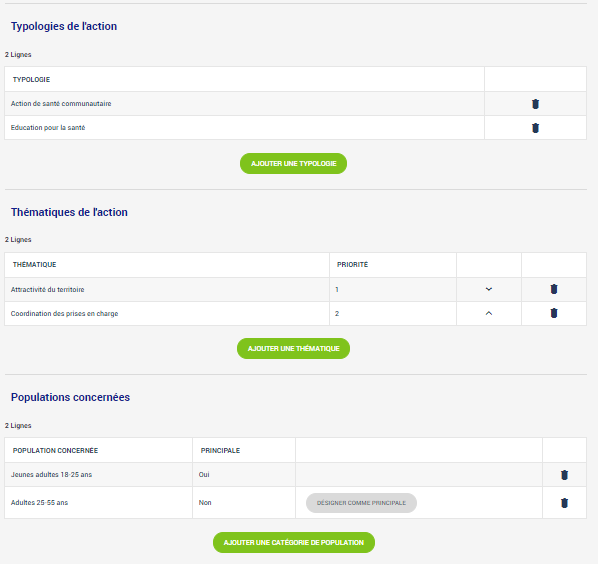 Typologies de l'action
2 Lignes
TYPOLOGIE
Action de santé communautaire
Education pour la santé
AJOUTER UNE TYPOLOGIE
Thématiques de l'action
2 Lignes
THÉMATIQUE PRIORITÉ
Attractivité du territoire 1
Coordination des prises en charge 2
AJOUTER UNE THÉMATIQUE
Populations concernées
2 Lignes
POPULATION CONCERNÉE PRINCIPALE
Jeunes adultes 18-25 ans Oui
Adultes 25-55 ans Non DÉSIGNER COMME PRINCIPALE
AJOUTER UNE CATÉGORIE DE POPULATION